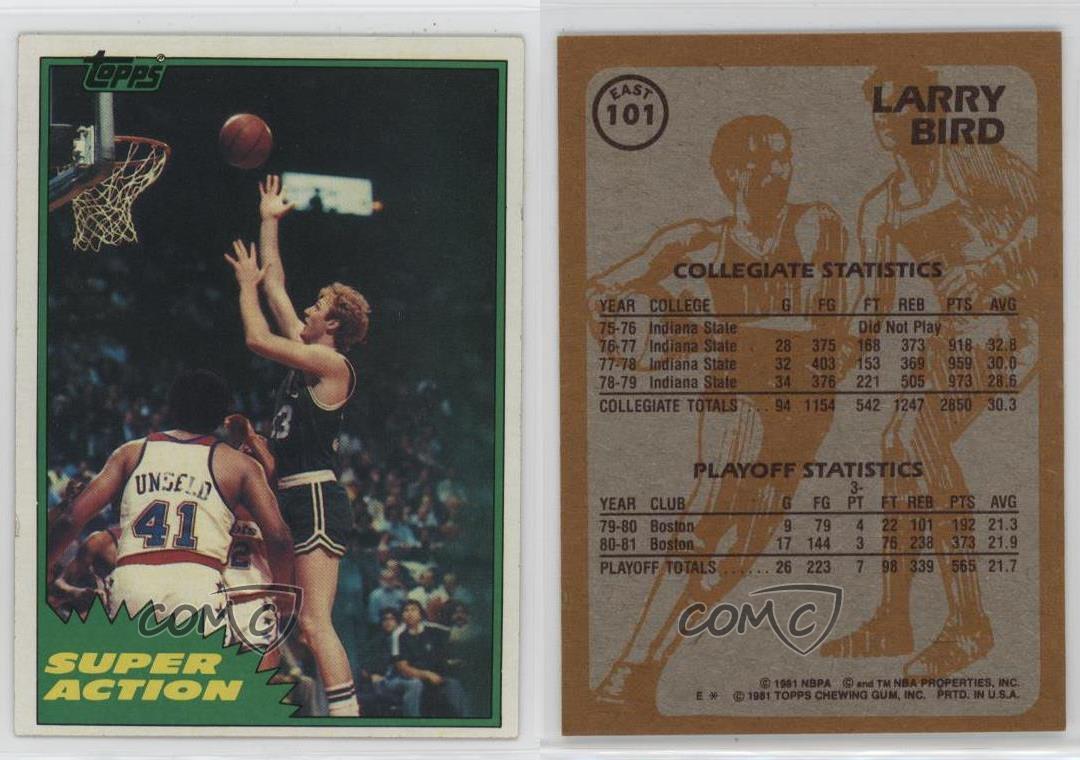 TOPPS®
UNSELD
41
33
2
SUPER
ACTION
COMC
EAST
101
LARRY
BIRD
COLLEGIATE STATISTICS
YEAR COLLEGE G FG FT REB PTS AVG
75-76 Indiana State Did Not Play
76-77 Indiana State 28 375 168 373 918 32.8
77-78 Indiana State 32 403 153 369 959 30.0
78-79 Indiana State 34 376 221 505 973 28.6
COLLEGIATE TOTALS ... 94 1154 542 1247 2850 30.3
PLAYOFF STATISTICS
YEAR CLUB G FG 3-PT FT REB PTS AVG
79-80 Boston 9 79 4 22 101 192 21.3
80-81 Boston 17 144 3 76 238 373 21.9
PLAYOFF TOTALS ...... 26 223 7 98 339 565 21.7
COMC
© 1981 NBPA © and TM NBA PROPERTIES, INC.
E * © 1981 TOPPS CHEWING GUM, INC. PRTD. IN U.S.A.